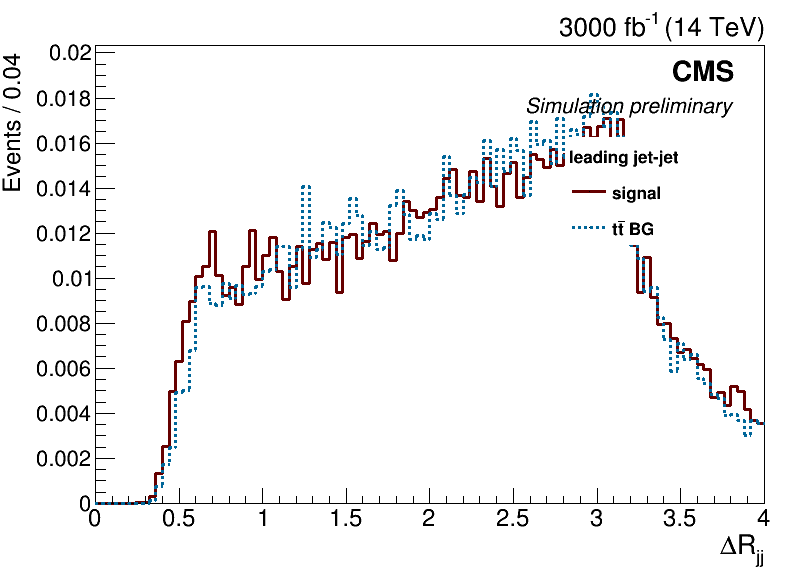 3000 fb-1 (14 TeV)
CMS
Simulation preliminary
Events / 0.04
0.02
0.018
0.016
0.014
0.012
0.01
0.008
0.006
0.004
0.002
0
leading jet-jet
signal
tt̄ BG
0 0.5 1 1.5 2 2.5 3 3.5 4
ΔRjj